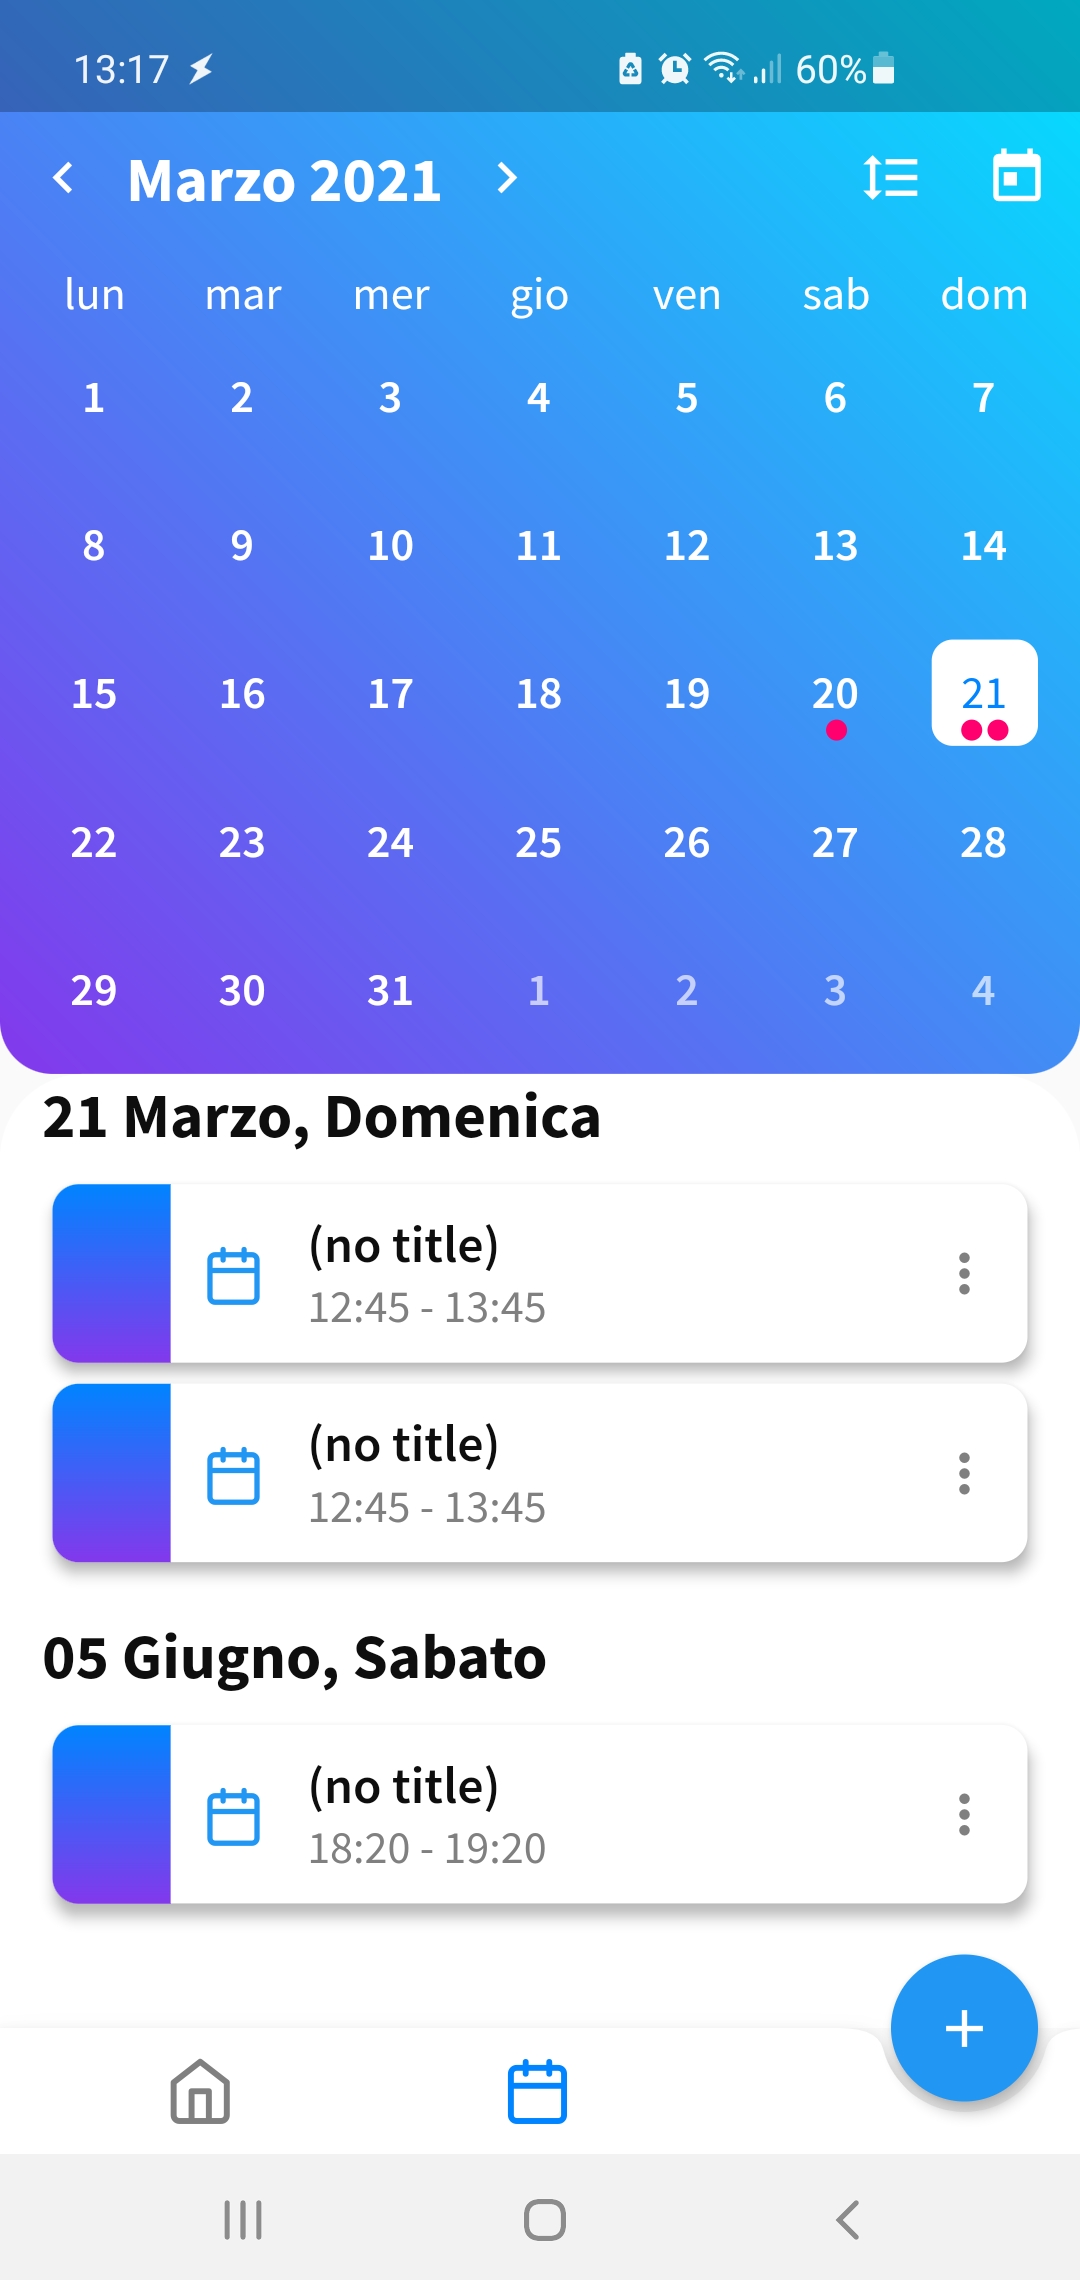 13:17 60%
Marzo 2021
lun mar mer gio ven sab dom
1 2 3 4 5 6 7
8 9 10 11 12 13 14
15 16 17 18 19 20 21
22 23 24 25 26 27 28
29 30 31 1 2 3 4
21 Marzo, Domenica
(no title)
12:45 - 13:45
(no title)
12:45 - 13:45
05 Giugno, Sabato
(no title)
18:20 - 19:20